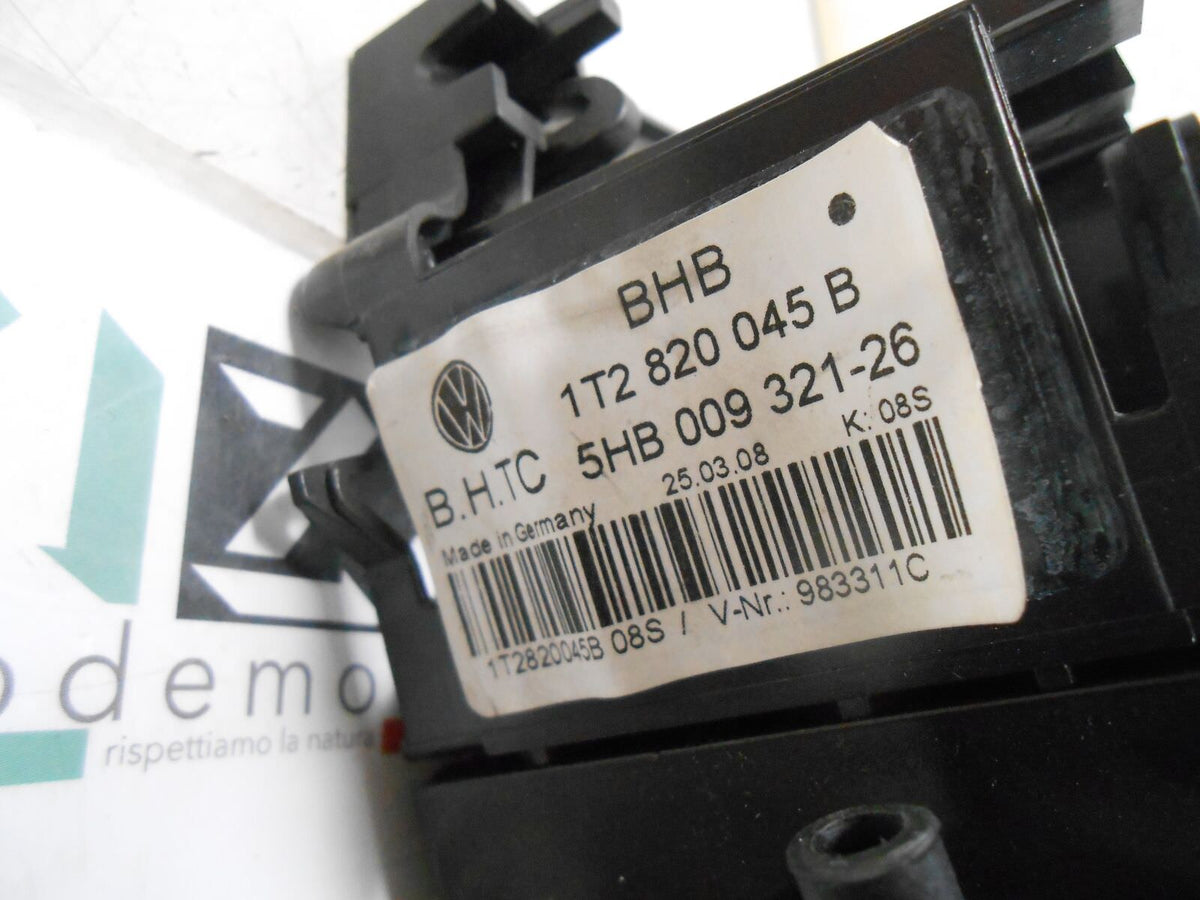 BHB
1T2 820 045 B
B.H.TC 5HB 009 321-26
Made in Germany 25.03.08 K: 08S
1T2820045B 08S / V-Nr.: 983311C
odemo
rispettiamo la natura